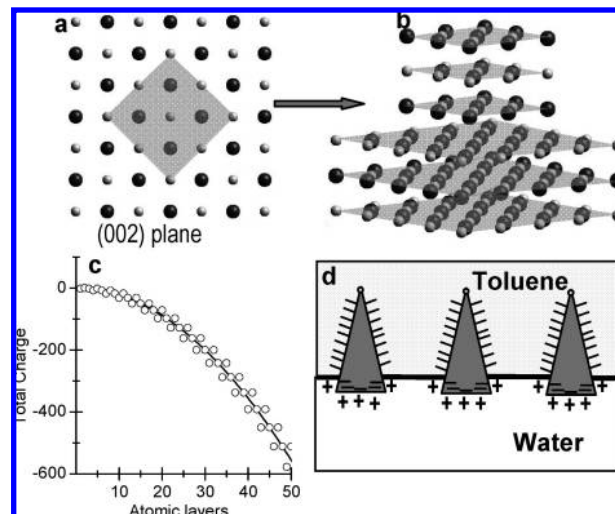 a
b
(002) plane
c
Total Charge
0
-200
-400
-600
10
20
30
40
50
Atomic layers
d
Toluene
+ + + + + + + + + + + +
+ + + + + + + + +
Water